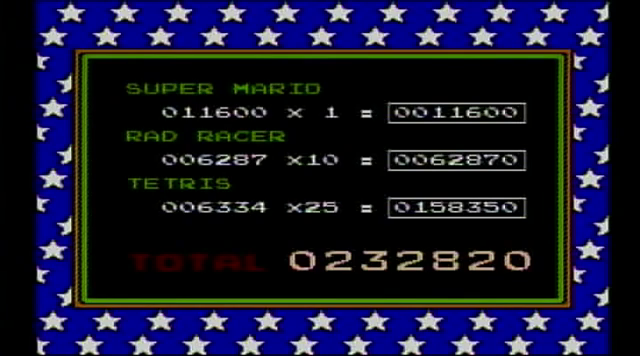 SUPER MARIO
011600 x 1 = 0011600
RAD RACER
006287 x10 = 0062870
TETRIS
006334 x25 = 0158350
TOTAL 0232820